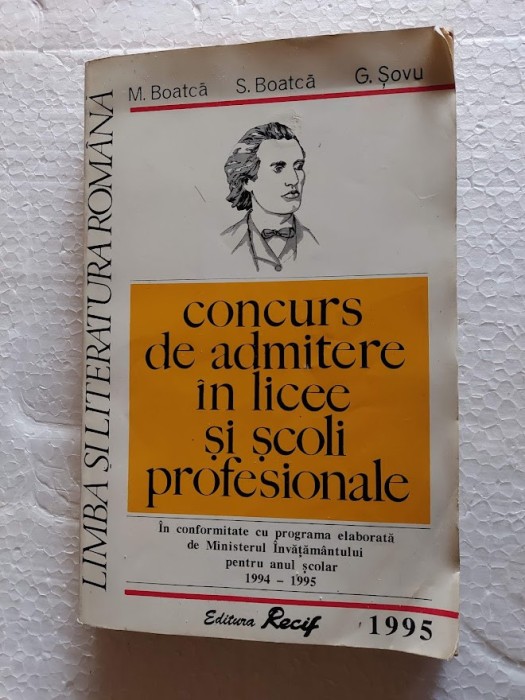 M. Boatcă S. Boatcă G. Șovu
LIMBA ȘI LITERATURA ROMÂNA
concurs
de admitere
în licee
și școli
profesionale
În conformitate cu programa elaborată
de Ministerul Învățământului
pentru anul școlar
1994 - 1995
Editura Recif 1995